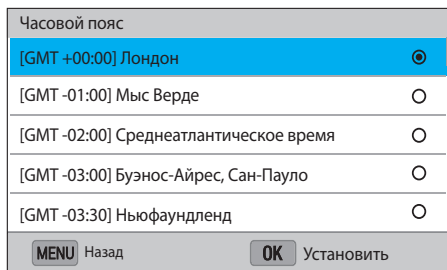 Часовой пояс
[GMT +00:00] Лондон
[GMT -01:00] Мыс Верде
[GMT -02:00] Среднеатлантическое время
[GMT -03:00] Буэнос-Айрес, Сан-Пауло
[GMT -03:30] Ньюфаундленд
MENU Назад OK Установить